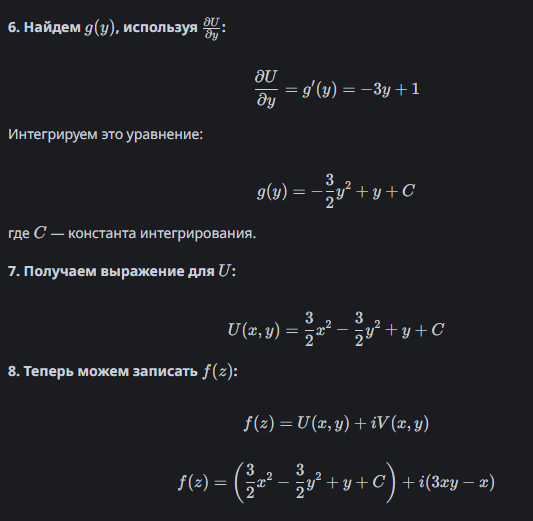 6. Найдем g(y), используя ∂U/∂y:
∂U/∂y = g′(y) = −3y + 1
Интегрируем это уравнение:
g(y) = −3/2 y² + y + C
где C — константа интегрирования.
7. Получаем выражение для U:
U(x, y) = 3/2 x² − 3/2 y² + y + C
8. Теперь можем записать f(z):
f(z) = U(x, y) + iV(x, y)
f(z) = (3/2 x² − 3/2 y² + y + C) + i(3xy − x)